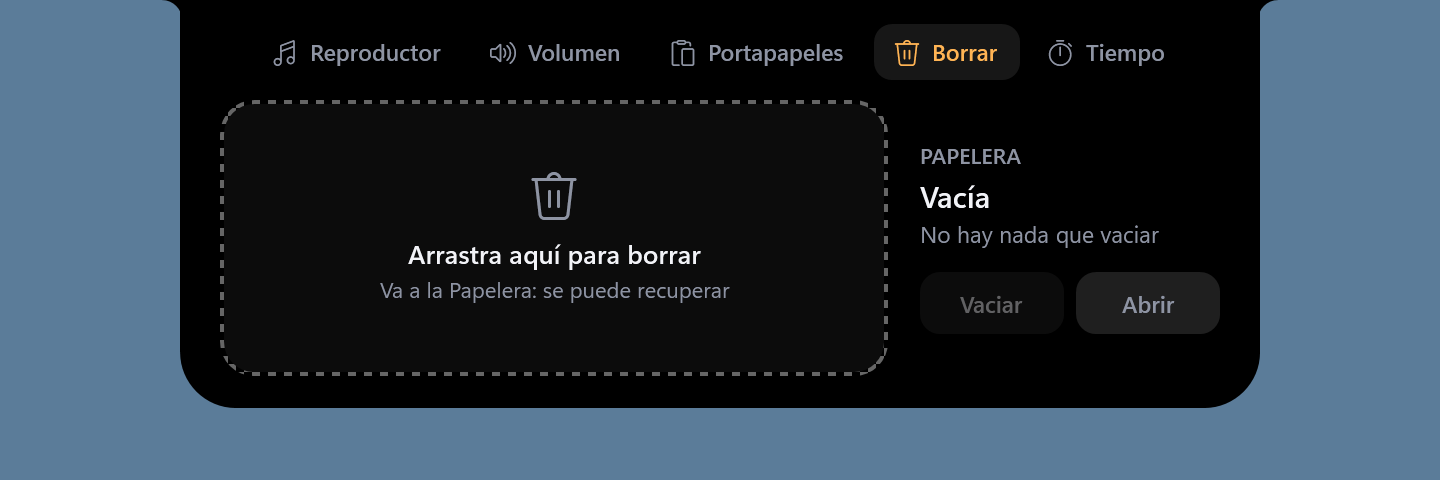 Reproductor
Volumen
Portapapeles
Borrar
Tiempo
Arrastra aquí para borrar
Va a la Papelera: se puede recuperar
PAPELERA
Vacía
No hay nada que vaciar
Vaciar
Abrir